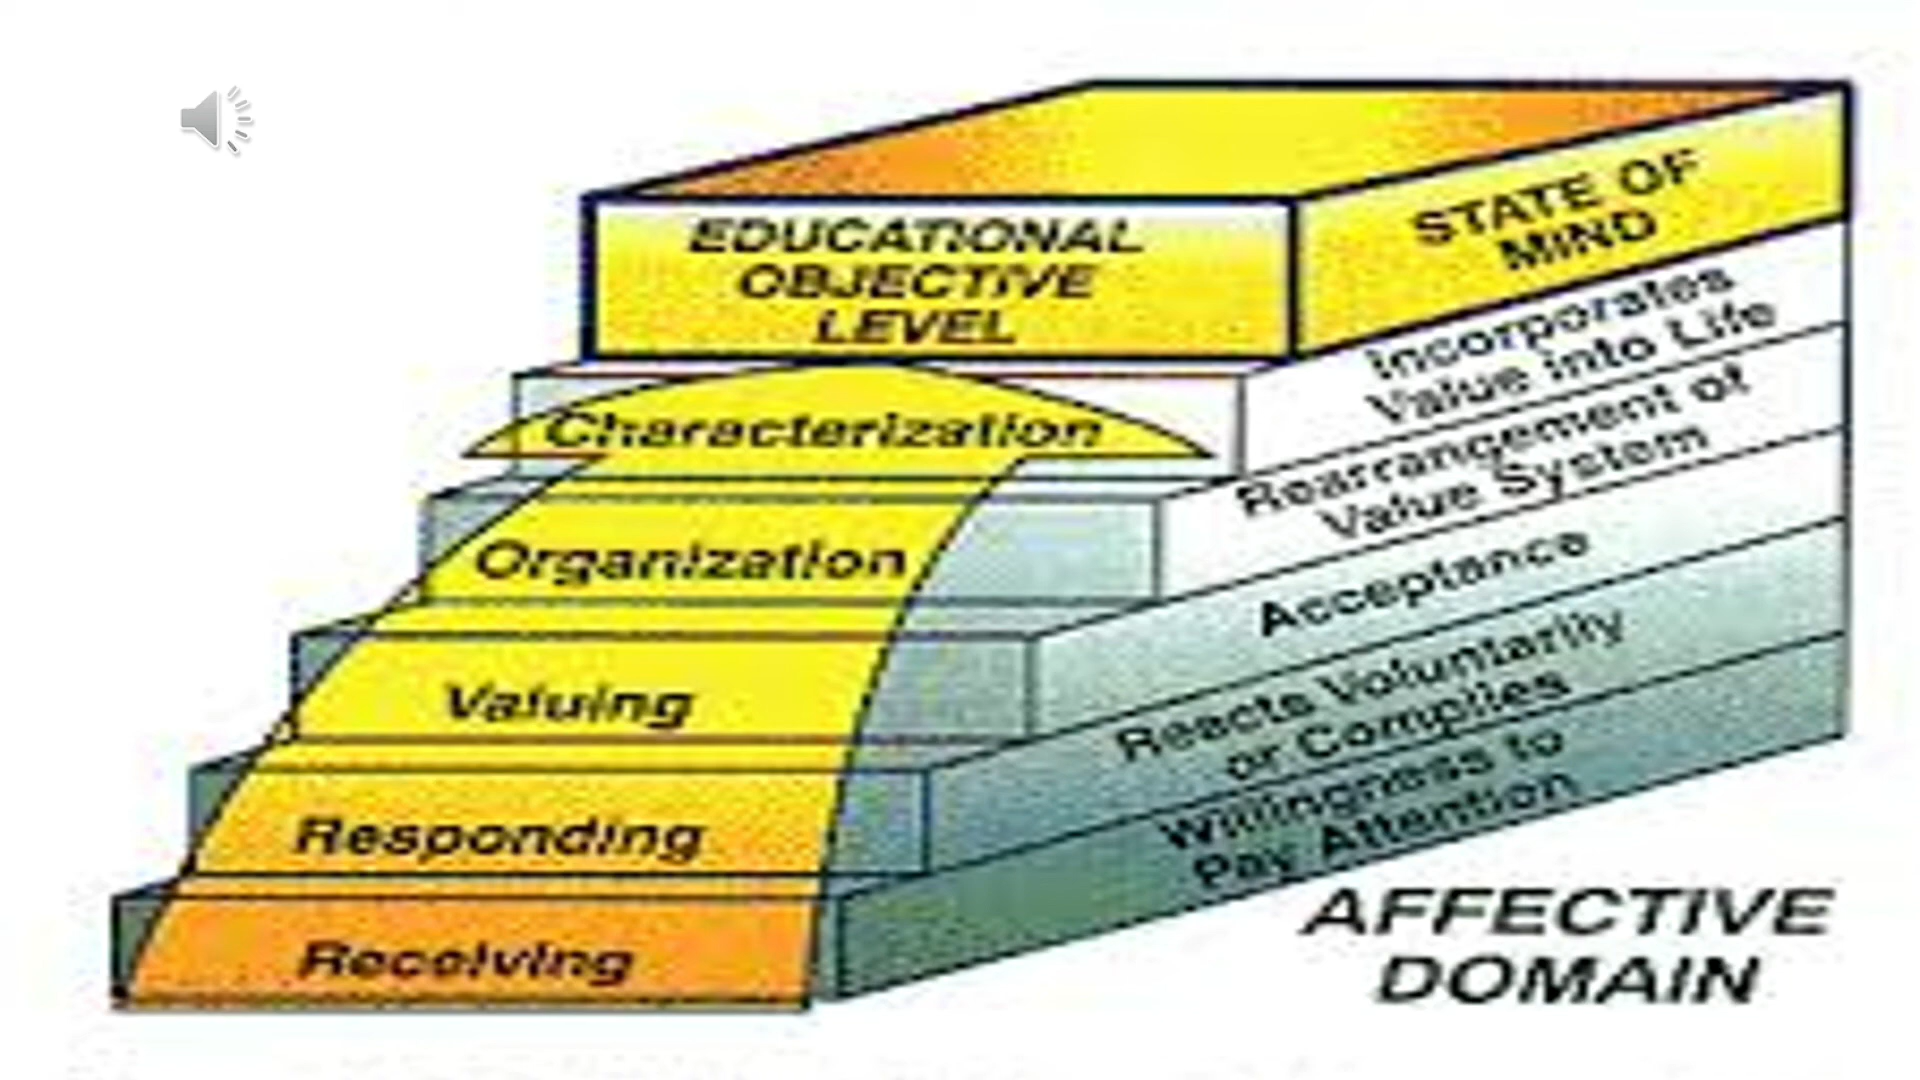 EDUCATIONAL
OBJECTIVE
LEVEL
STATE OF
MIND
Characterization
Incorporates
Value into Life
Organization
Rearrangement of
Value System
Valuing
Acceptance
Responding
Reacts Voluntarily
or Complies
Receiving
Willingness to
Pay Attention
AFFECTIVE
DOMAIN